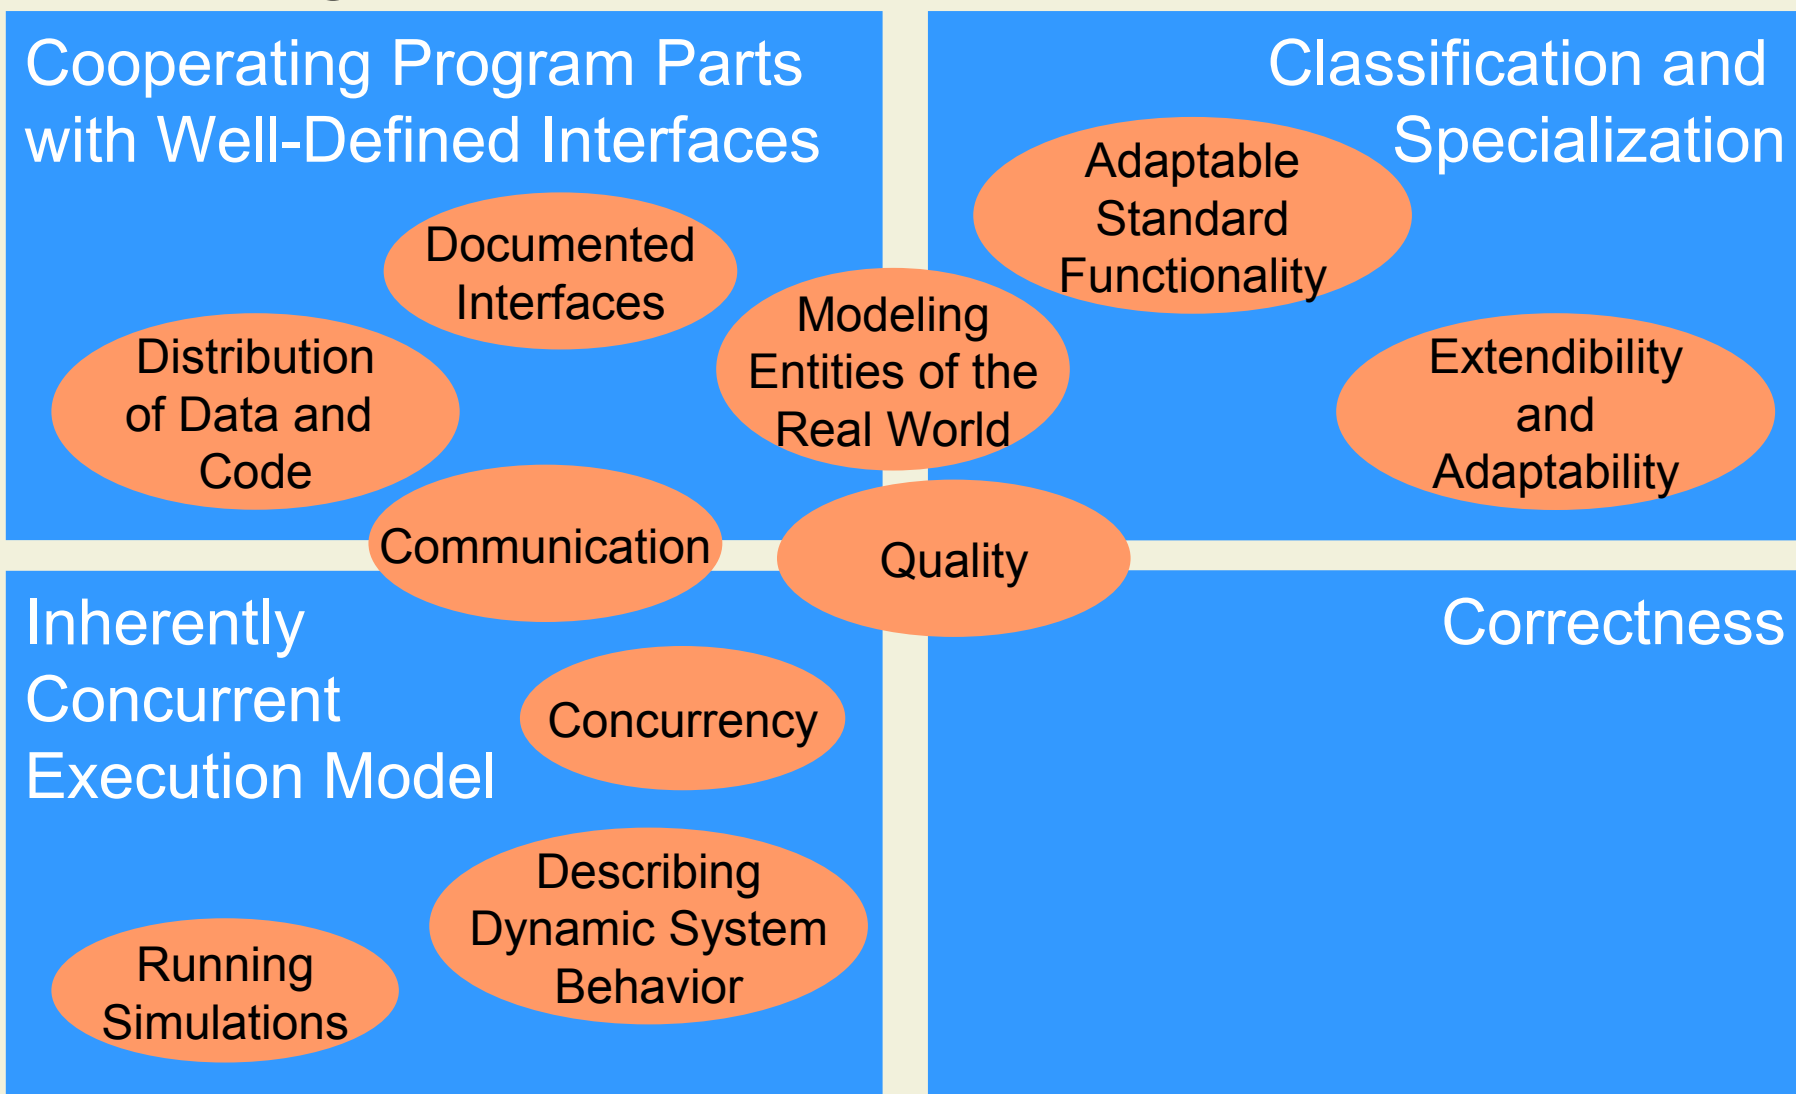 Cooperating Program Parts
with Well-Defined Interfaces
Documented
Interfaces
Distribution
of Data and
Code
Modeling
Entities of the
Real World
Communication
Classification and
Specialization
Adaptable
Standard
Functionality
Extendibility
and
Adaptability
Quality
Inherently
Concurrent
Execution Model
Concurrency
Describing
Dynamic System
Behavior
Running
Simulations
Correctness